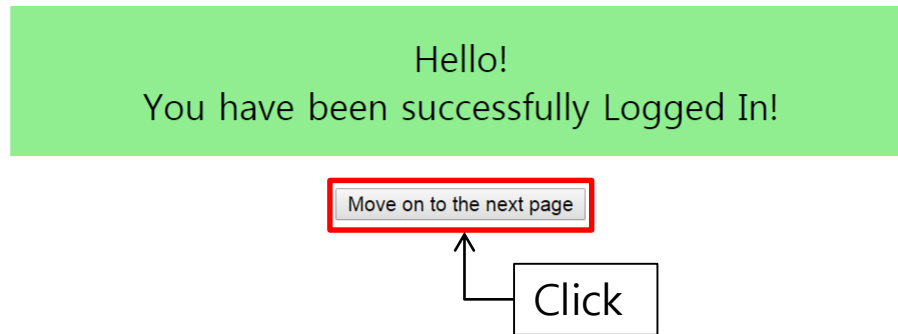 Hello!
You have been successfully Logged In!
Move on to the next page
Click